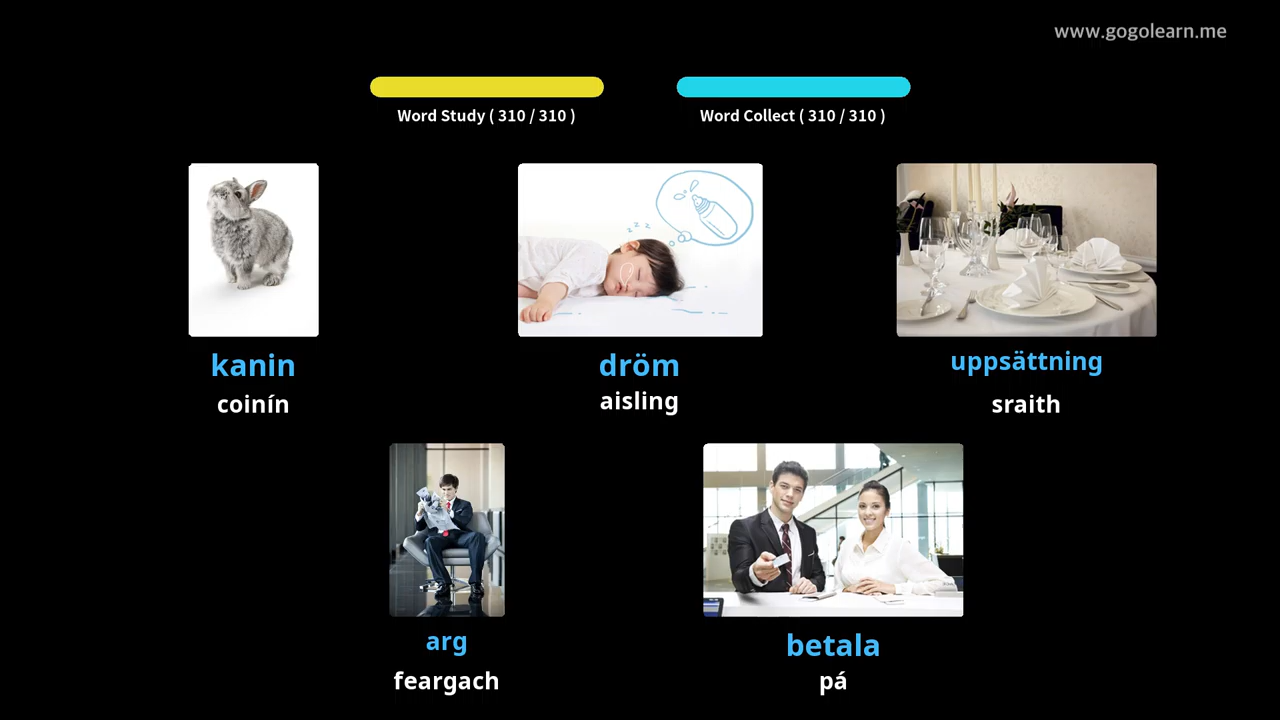 www.gogolearn.me
Word Study ( 310 / 310 )
Word Collect ( 310 / 310 )
kanin
coinín
dröm
aisling
uppsättning
sraith
arg
feargach
betala
pá